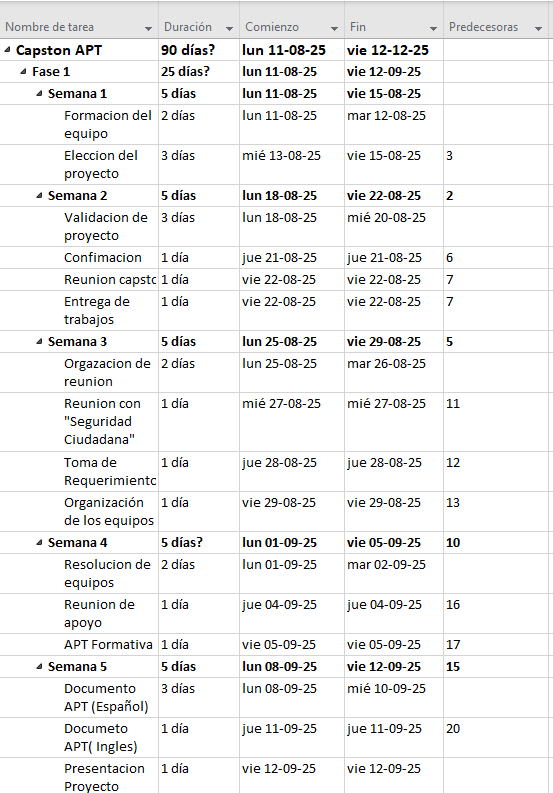 Nombre de tarea Duración Comienzo Fin Predecesoras
Capston APT 90 días? lun 11-08-25 vie 12-12-25
Fase 1 25 días? lun 11-08-25 vie 12-09-25
Semana 1 5 días lun 11-08-25 vie 15-08-25
Formacion del 2 días lun 11-08-25 mar 12-08-25
equipo
Eleccion del 3 días mié 13-08-25 vie 15-08-25 3
proyecto
Semana 2 5 días lun 18-08-25 vie 22-08-25 2
Validacion de 3 días lun 18-08-25 mié 20-08-25
proyecto
Confimacion 1 día jue 21-08-25 jue 21-08-25 6
Reunion capstc 1 día vie 22-08-25 vie 22-08-25 7
Entrega de 1 día vie 22-08-25 vie 22-08-25 7
trabajos
Semana 3 5 días lun 25-08-25 vie 29-08-25 5
Orgazacion de 2 días lun 25-08-25 mar 26-08-25
reunion
Reunion con 1 día mié 27-08-25 mié 27-08-25 11
"Seguridad
Ciudadana"
Toma de 1 día jue 28-08-25 jue 28-08-25 12
Requerimiento
Organización 1 día vie 29-08-25 vie 29-08-25 13
de los equipos
Semana 4 5 días? lun 01-09-25 vie 05-09-25 10
Resolucion de 2 días lun 01-09-25 mar 02-09-25
equipos
Reunion de 1 día jue 04-09-25 jue 04-09-25 16
apoyo
APT Formativa 1 día vie 05-09-25 vie 05-09-25 17
Semana 5 5 días lun 08-09-25 vie 12-09-25 15
Documento 3 días lun 08-09-25 mié 10-09-25
APT (Español)
Documeto 1 día jue 11-09-25 jue 11-09-25 20
APT( Ingles)
Presentacion 1 día vie 12-09-25 vie 12-09-25
Proyecto